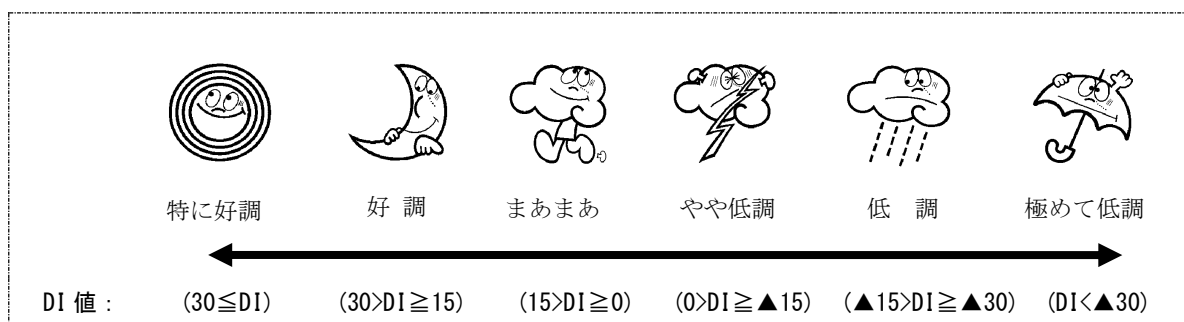 特に好調 好 調 まあまあ やや低調 低 調 極めて低調
DI 値： (30≦DI) (30>DI≧15) (15>DI≧0) (0>DI≧▲15) (▲15>DI≧▲30) (DI<▲30)